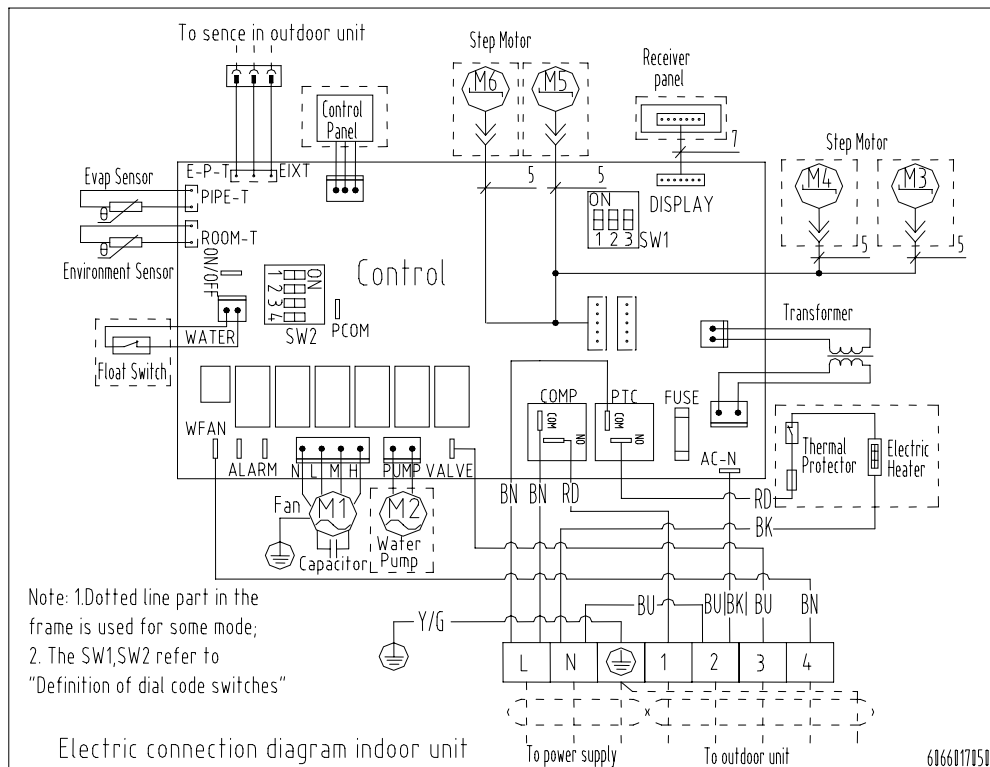 To sence in outdoor unit
Step Motor
M6
M5
Receiver
panel
Control
Panel
7
Step Motor
M4
M3
E-P-T
EIXT
5
5
DISPLAY
Evap Sensor
PIPE-T
θ
ON
1 2 3
SW1
ROOM-T
θ
5
5
Environment Sensor
ON/OFF
Control
ON
1
2
3
4
SW2
PCOM
WATER
Transformer
Float Switch
COMP
PTC
FUSE
COM
NO
COM
NO
WFAN
ALARM
N L M H
PUMP
VALVE
AC-N
Thermal
Protector
Electric
Heater
BN
BN
RD
RD
BK
Fan
M1
M2
Capacitor
Water
Pump
BU
BU
BK
BU
BN
Note: 1.Dotted line part in the
frame is used for some mode;
2. The SW1,SW2 refer to
"Definition of dial code switches"
Y/G
L N 1 2 3 4
x
Electric connection diagram indoor unit
To power supply
To outdoor unit
6066017050